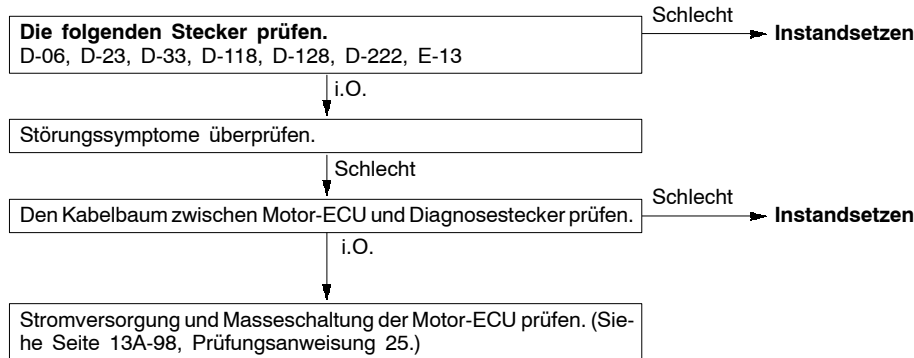 Die folgenden Stecker prüfen.
D-06, D-23, D-33, D-118, D-128, D-222, E-13
Schlecht
Instandsetzen
i.O.
Störungssymptome überprüfen.
Schlecht
Den Kabelbaum zwischen Motor-ECU und Diagnosestecker prüfen.
Schlecht
Instandsetzen
i.O.
Stromversorgung und Masseschaltung der Motor-ECU prüfen. (Sie-
he Seite 13A-98, Prüfungsanweisung 25.)